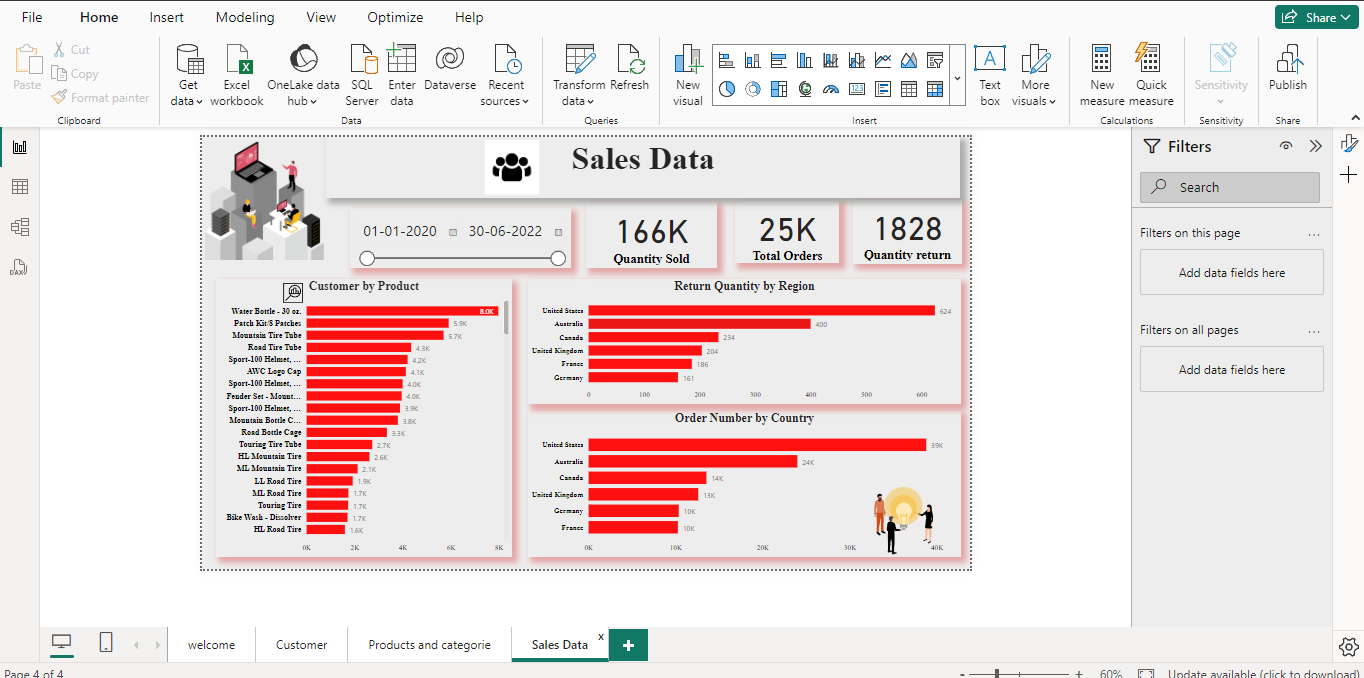 File Home Insert Modeling View Optimize Help Share
Paste
Cut
Copy
Format painter
Clipboard
Get data
Excel workbook
OneLake data hub
SQL Server
Enter data
Dataverse
Recent sources
Data
Transform data
Refresh
Queries
New visual
123
A
Text box
More visuals
Insert
New measure
Quick measure
Calculations
Sensitivity
Sensitivity
Publish
Share
DAX
Sales Data
01-01-2020 30-06-2022
166K
Quantity Sold
25K
Total Orders
1828
Quantity return
Customer by Product
Water Bottle - 30 oz. 8.0K
Patch Kit/8 Patches 5.9K
Mountain Tire Tube 5.7K
Road Tire Tube 4.3K
Sport-100 Helmet, ... 4.2K
AWC Logo Cap 4.1K
Sport-100 Helmet, ... 4.0K
Fender Set - Mount... 4.0K
Sport-100 Helmet, ... 3.9K
Mountain Bottle C... 3.8K
Road Bottle Cage 3.3K
Touring Tire Tube 2.7K
HL Mountain Tire 2.6K
ML Mountain Tire 2.1K
LL Road Tire 1.9K
ML Road Tire 1.7K
Touring Tire 1.7K
Bike Wash - Dissolver 1.7K
HL Road Tire 1.6K
0K 2K 4K 6K 8K
Return Quantity by Region
United States 624
Australia 400
Canada 234
United Kingdom 204
France 186
Germany 161
0 100 200 300 400 500 600
Order Number by Country
United States 39K
Australia 24K
Canada 14K
United Kingdom 13K
Germany 10K
France 10K
0K 10K 20K 30K 40K
Filters
Search
Filters on this page ...
Add data fields here
Filters on all pages ...
Add data fields here
welcome Customer Products and categorie Sales Data x +
Page 4 of 4
- + 60% Update available (click to download)